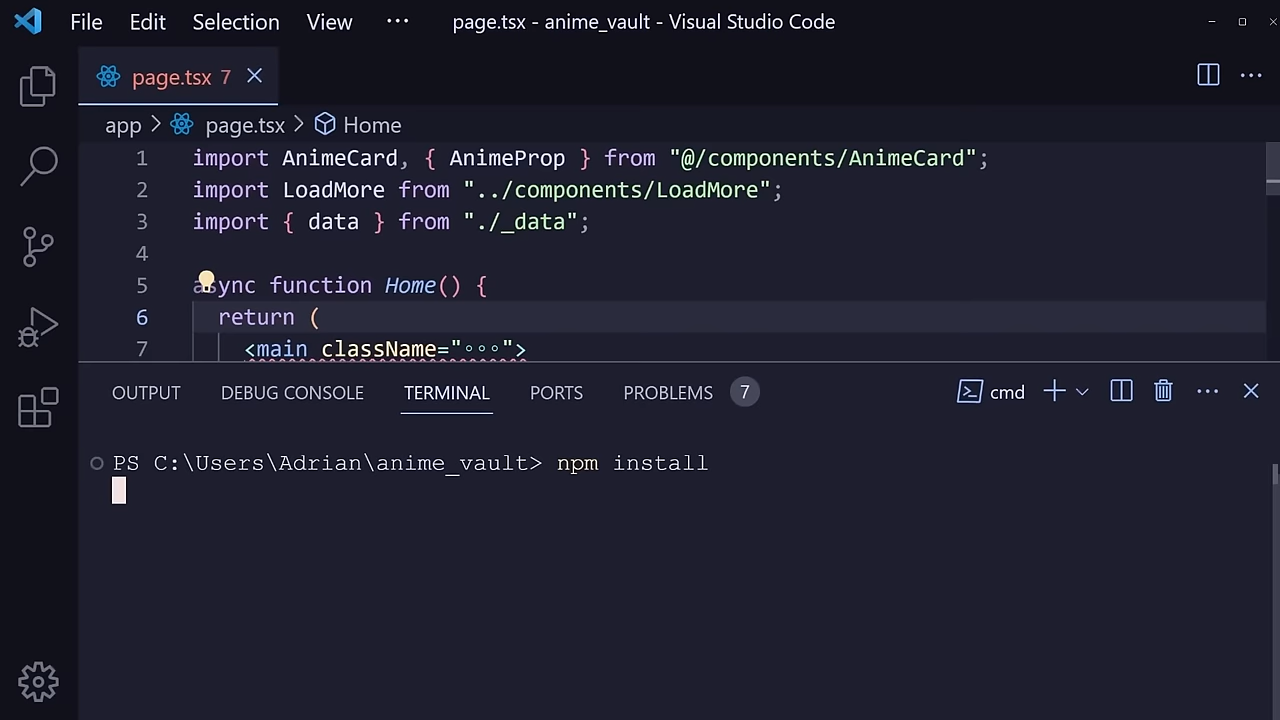 File Edit Selection View ··· page.tsx - anime_vault - Visual Studio Code
page.tsx 7
app > page.tsx > Home
1 import AnimeCard, { AnimeProp } from "@/components/AnimeCard";
2 import LoadMore from "../components/LoadMore";
3 import { data } from "./_data";
4
5 async function Home() {
6 return (
7 <main className="∘∘∘">
OUTPUT DEBUG CONSOLE TERMINAL PORTS PROBLEMS 7 cmd
PS C:\Users\Adrian\anime_vault> npm install